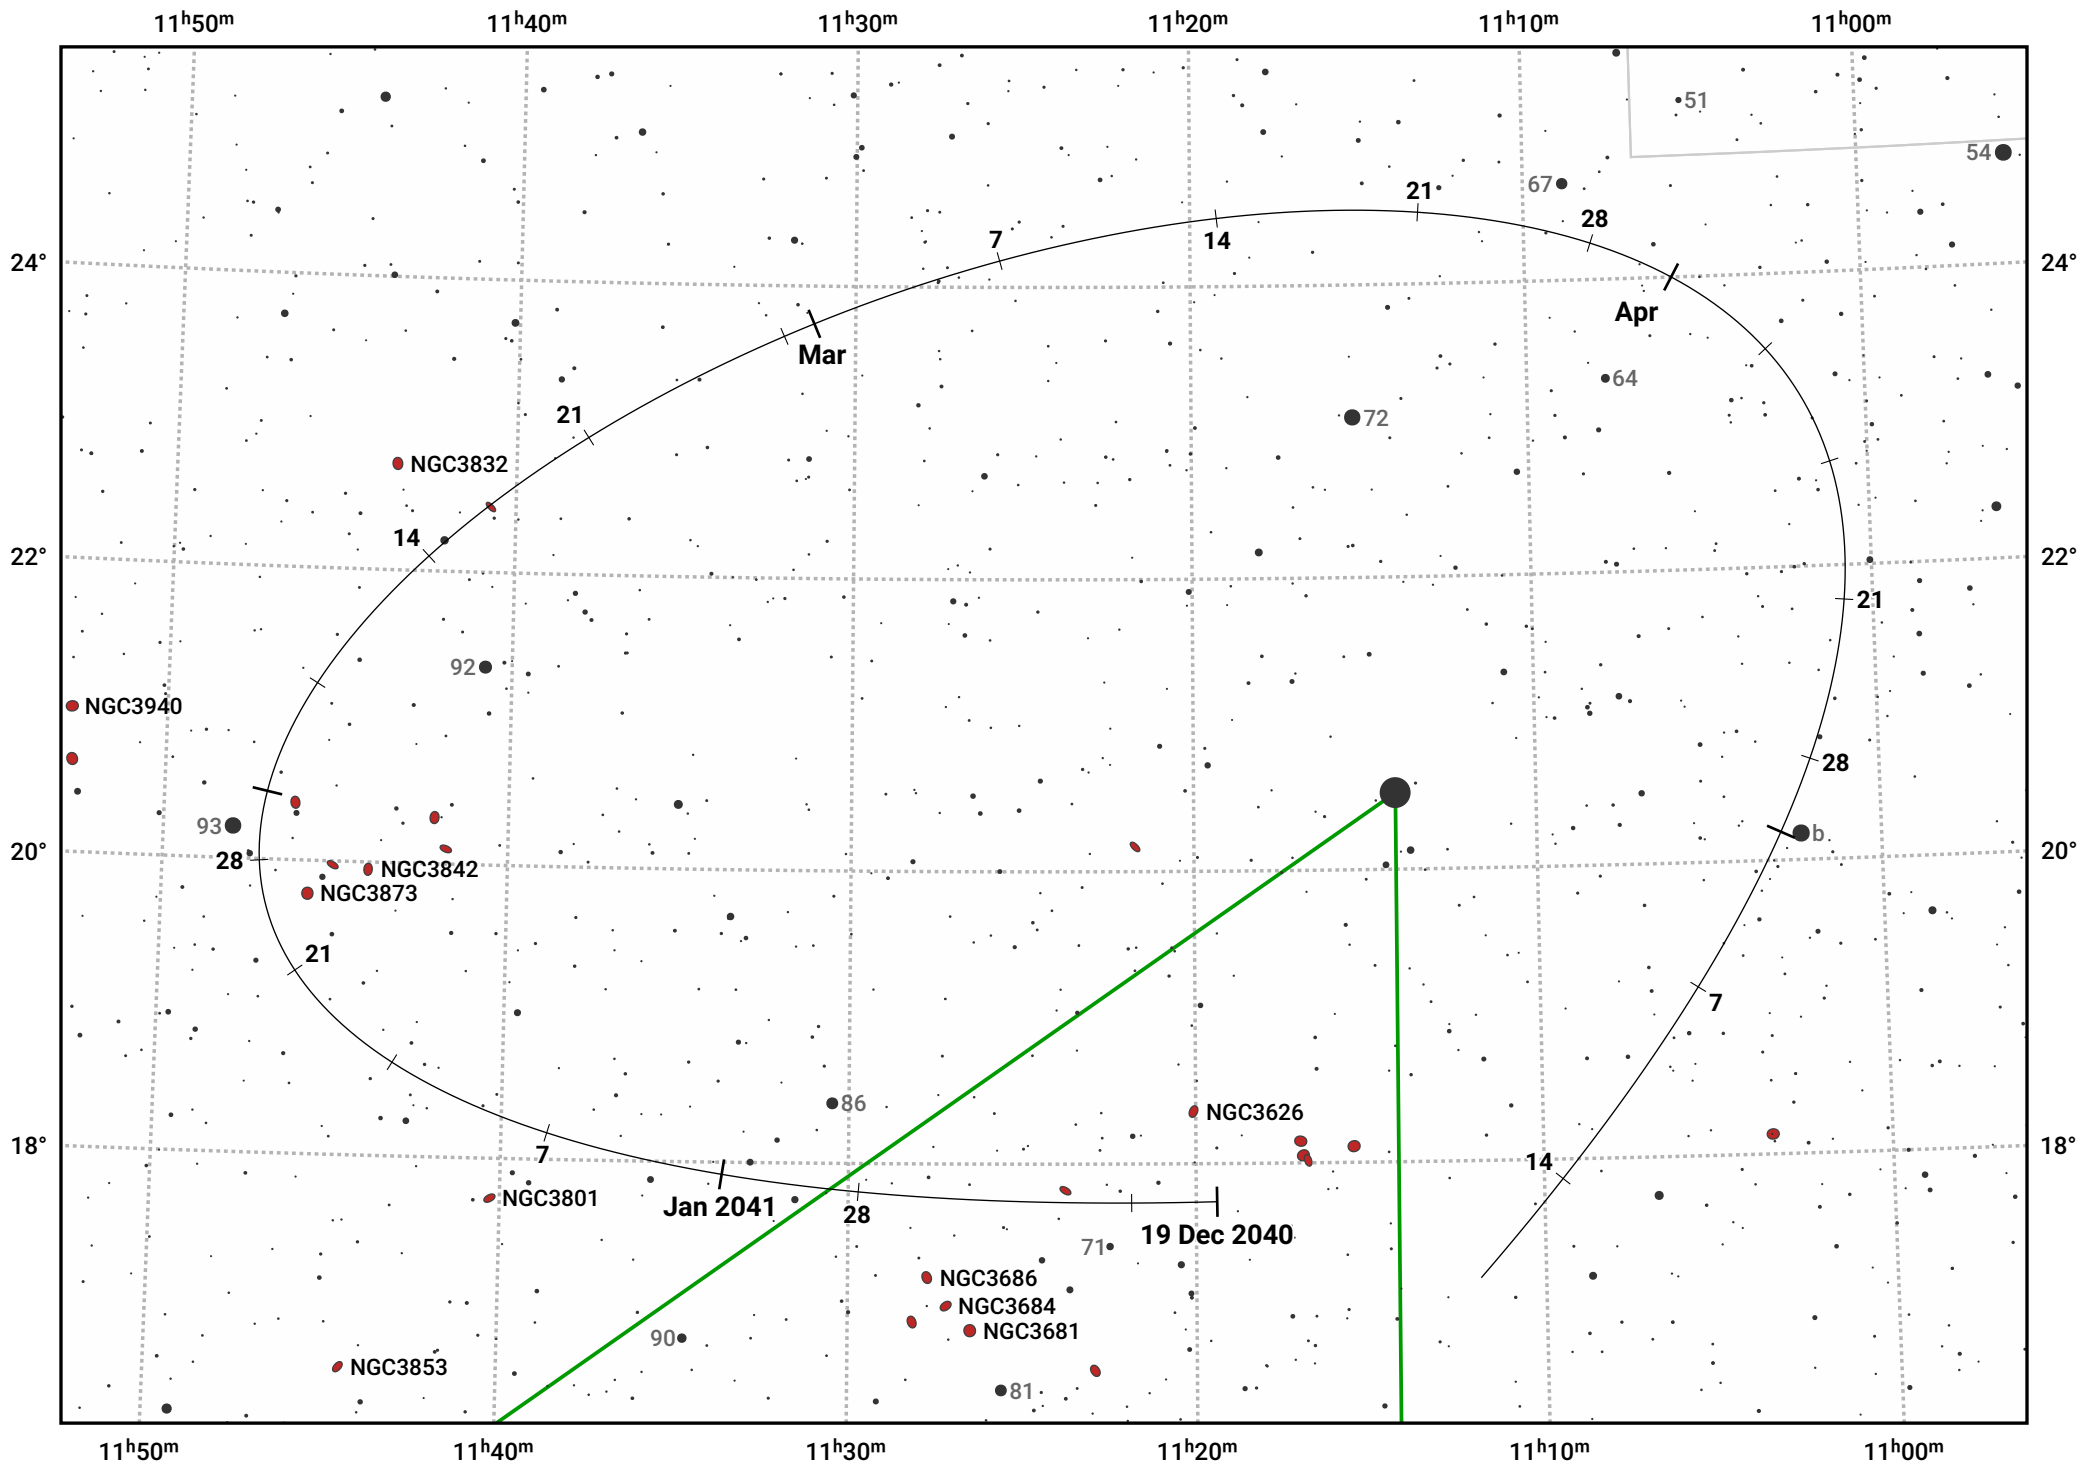 11h50m 11h40m 11h30m 11h20m 11h10m 11h00m
51
54
67
21
28
7
14
24° 24°
Apr
Mar
64
21
72
NGC3832
14
22° 22°
21
92
NGC3940
28
93
b
20° 20°
28
NGC3842
NGC3873
21
7
86
NGC3626
18° 18°
7
14
NGC3801
Jan 2041
28
19 Dec 2040
71
NGC3686
NGC3684
NGC3681
90
NGC3853
81
11h50m 11h40m 11h30m 11h20m 11h10m 11h00m